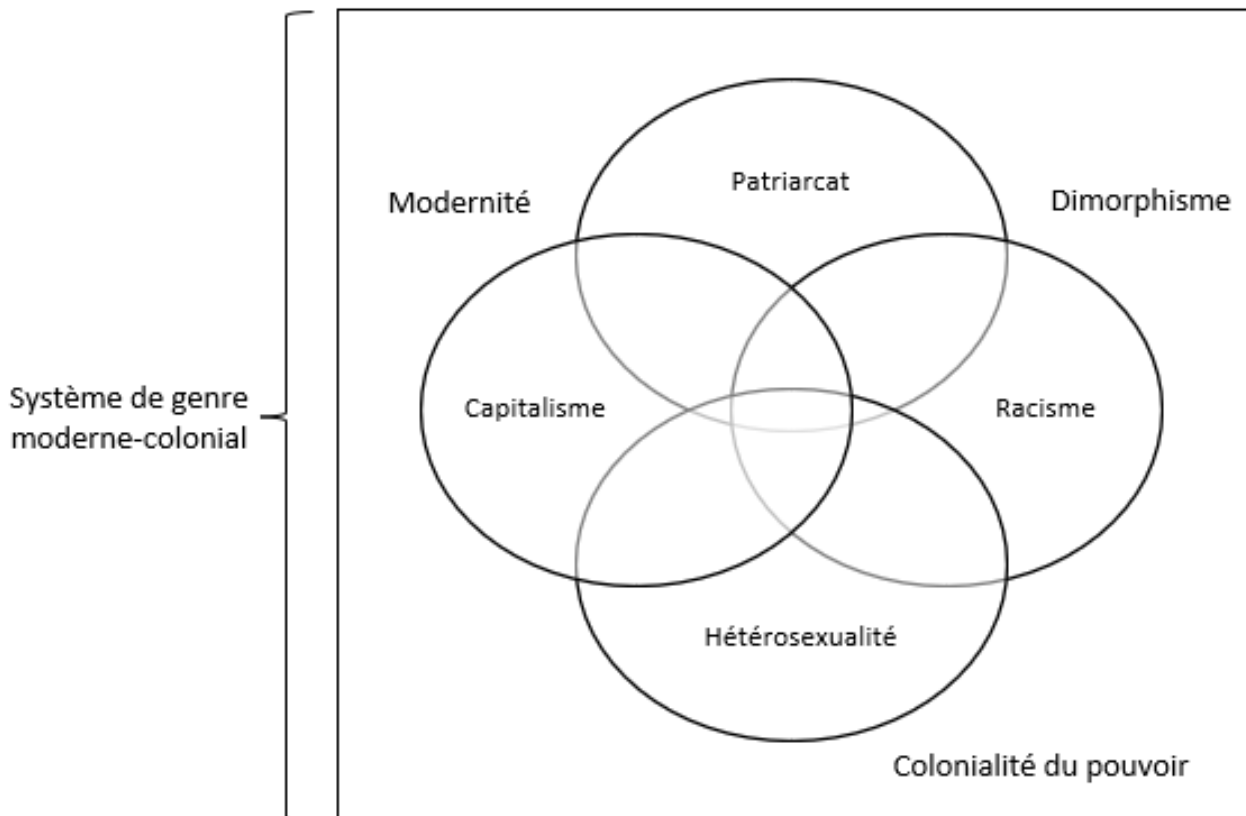 Patriarcat
Modernité
Dimorphisme
Système de genre
moderne-colonial
Capitalisme
Racisme
Hétérosexualité
Colonialité du pouvoir